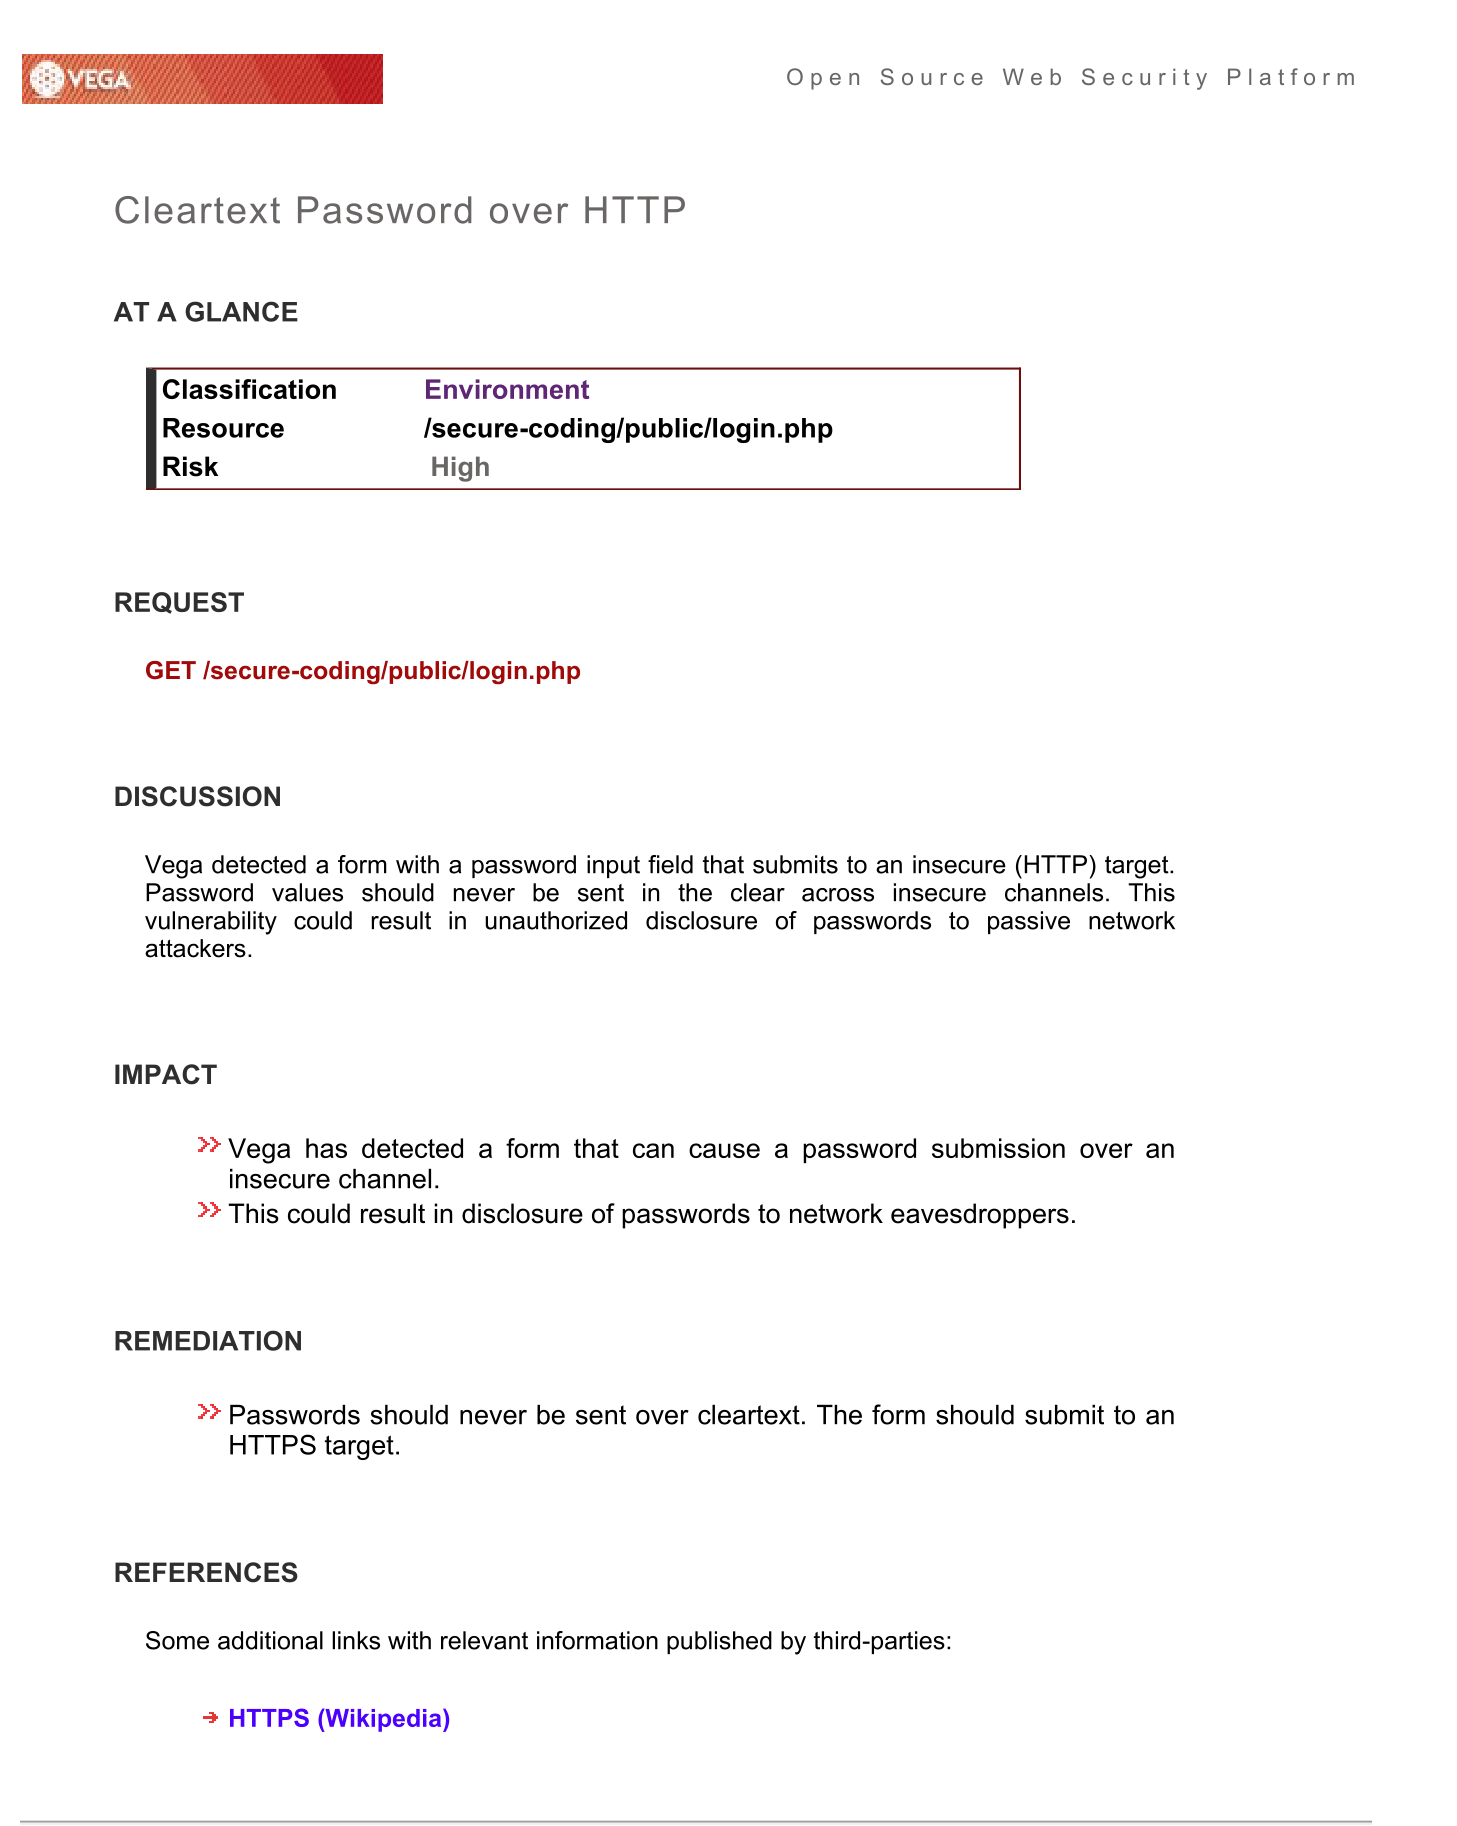 VEGA
Open Source Web Security Platform
Cleartext Password over HTTP
AT A GLANCE
Classification Environment
Resource /secure-coding/public/login.php
Risk High
REQUEST
GET /secure-coding/public/login.php
DISCUSSION
Vega detected a form with a password input field that submits to an insecure (HTTP) target.
Password values should never be sent in the clear across insecure channels. This
vulnerability could result in unauthorized disclosure of passwords to passive network
attackers.
IMPACT
Vega has detected a form that can cause a password submission over an
insecure channel.
This could result in disclosure of passwords to network eavesdroppers.
REMEDIATION
Passwords should never be sent over cleartext. The form should submit to an
HTTPS target.
REFERENCES
Some additional links with relevant information published by third-parties:
HTTPS (Wikipedia)